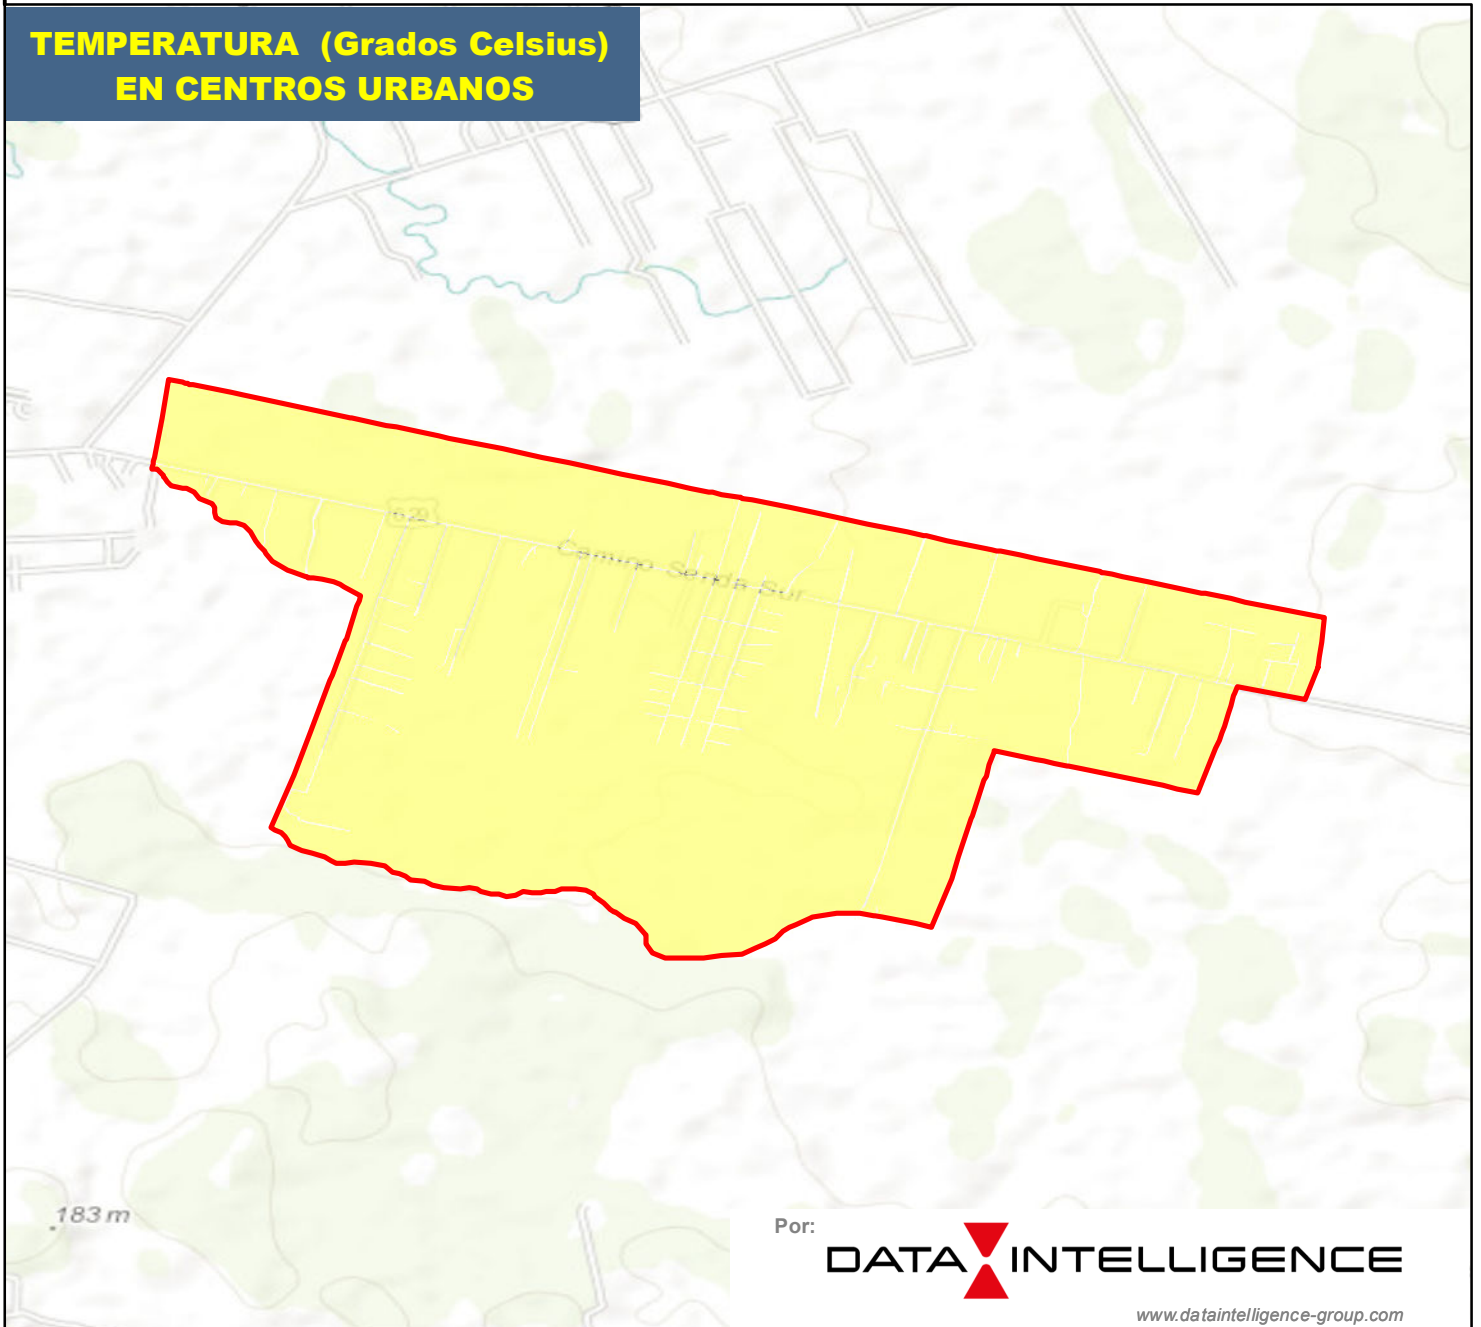 TEMPERATURA (Grados Celsius)
EN CENTROS URBANOS
629
Camino Senda Sur
183 m
Por:
DATA INTELLIGENCE
www.dataintelligence-group.com